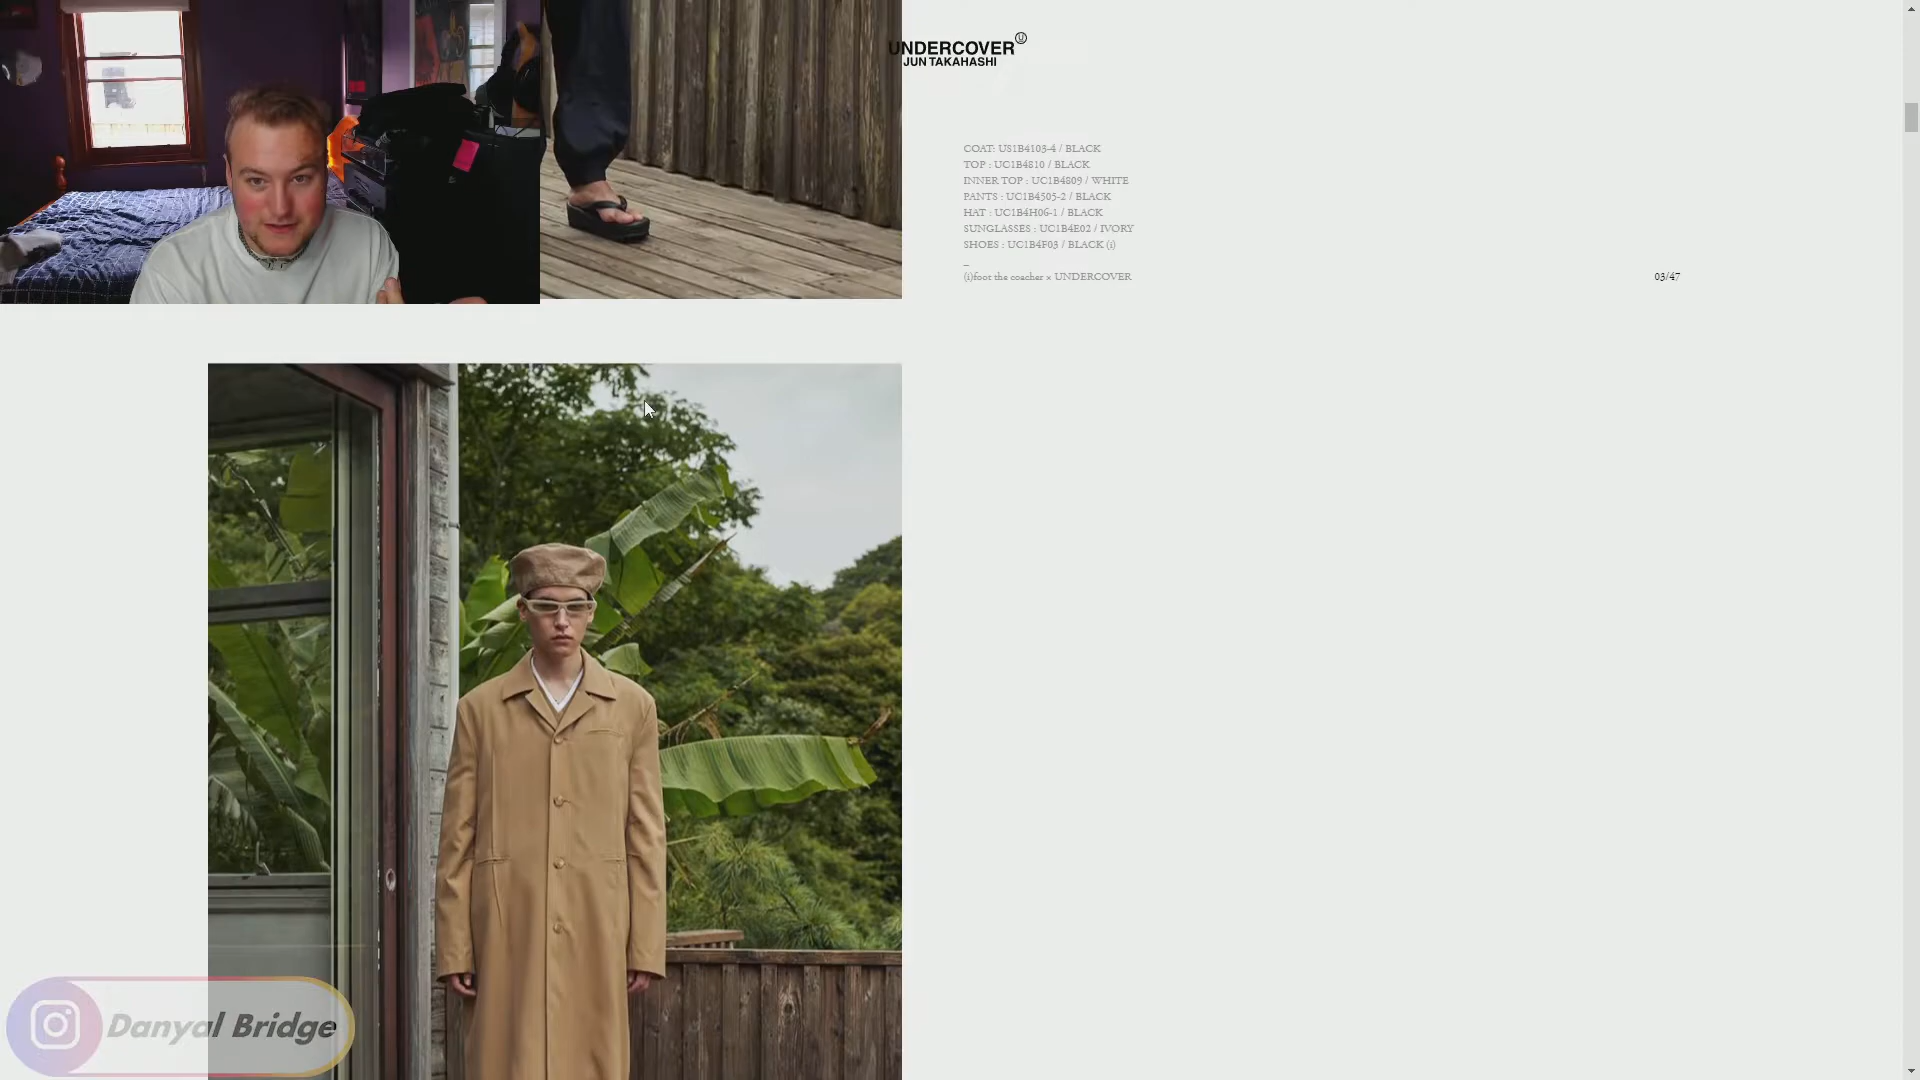 UNDERCOVER
JUN TAKAHASHI
COAT: US1B4103-4 / BLACK
TOP : UC1B4810 / BLACK
INNER TOP : UC1B4809 / WHITE
PANTS : UC1B4505-2 / BLACK
HAT : UC1B4H06-1 / BLACK
SUNGLASSES : UC1B4E02 / IVORY
SHOES : UC1B4F03 / BLACK (i)
_
(i)foot the coacher x UNDERCOVER
03/47
Danyal Bridge